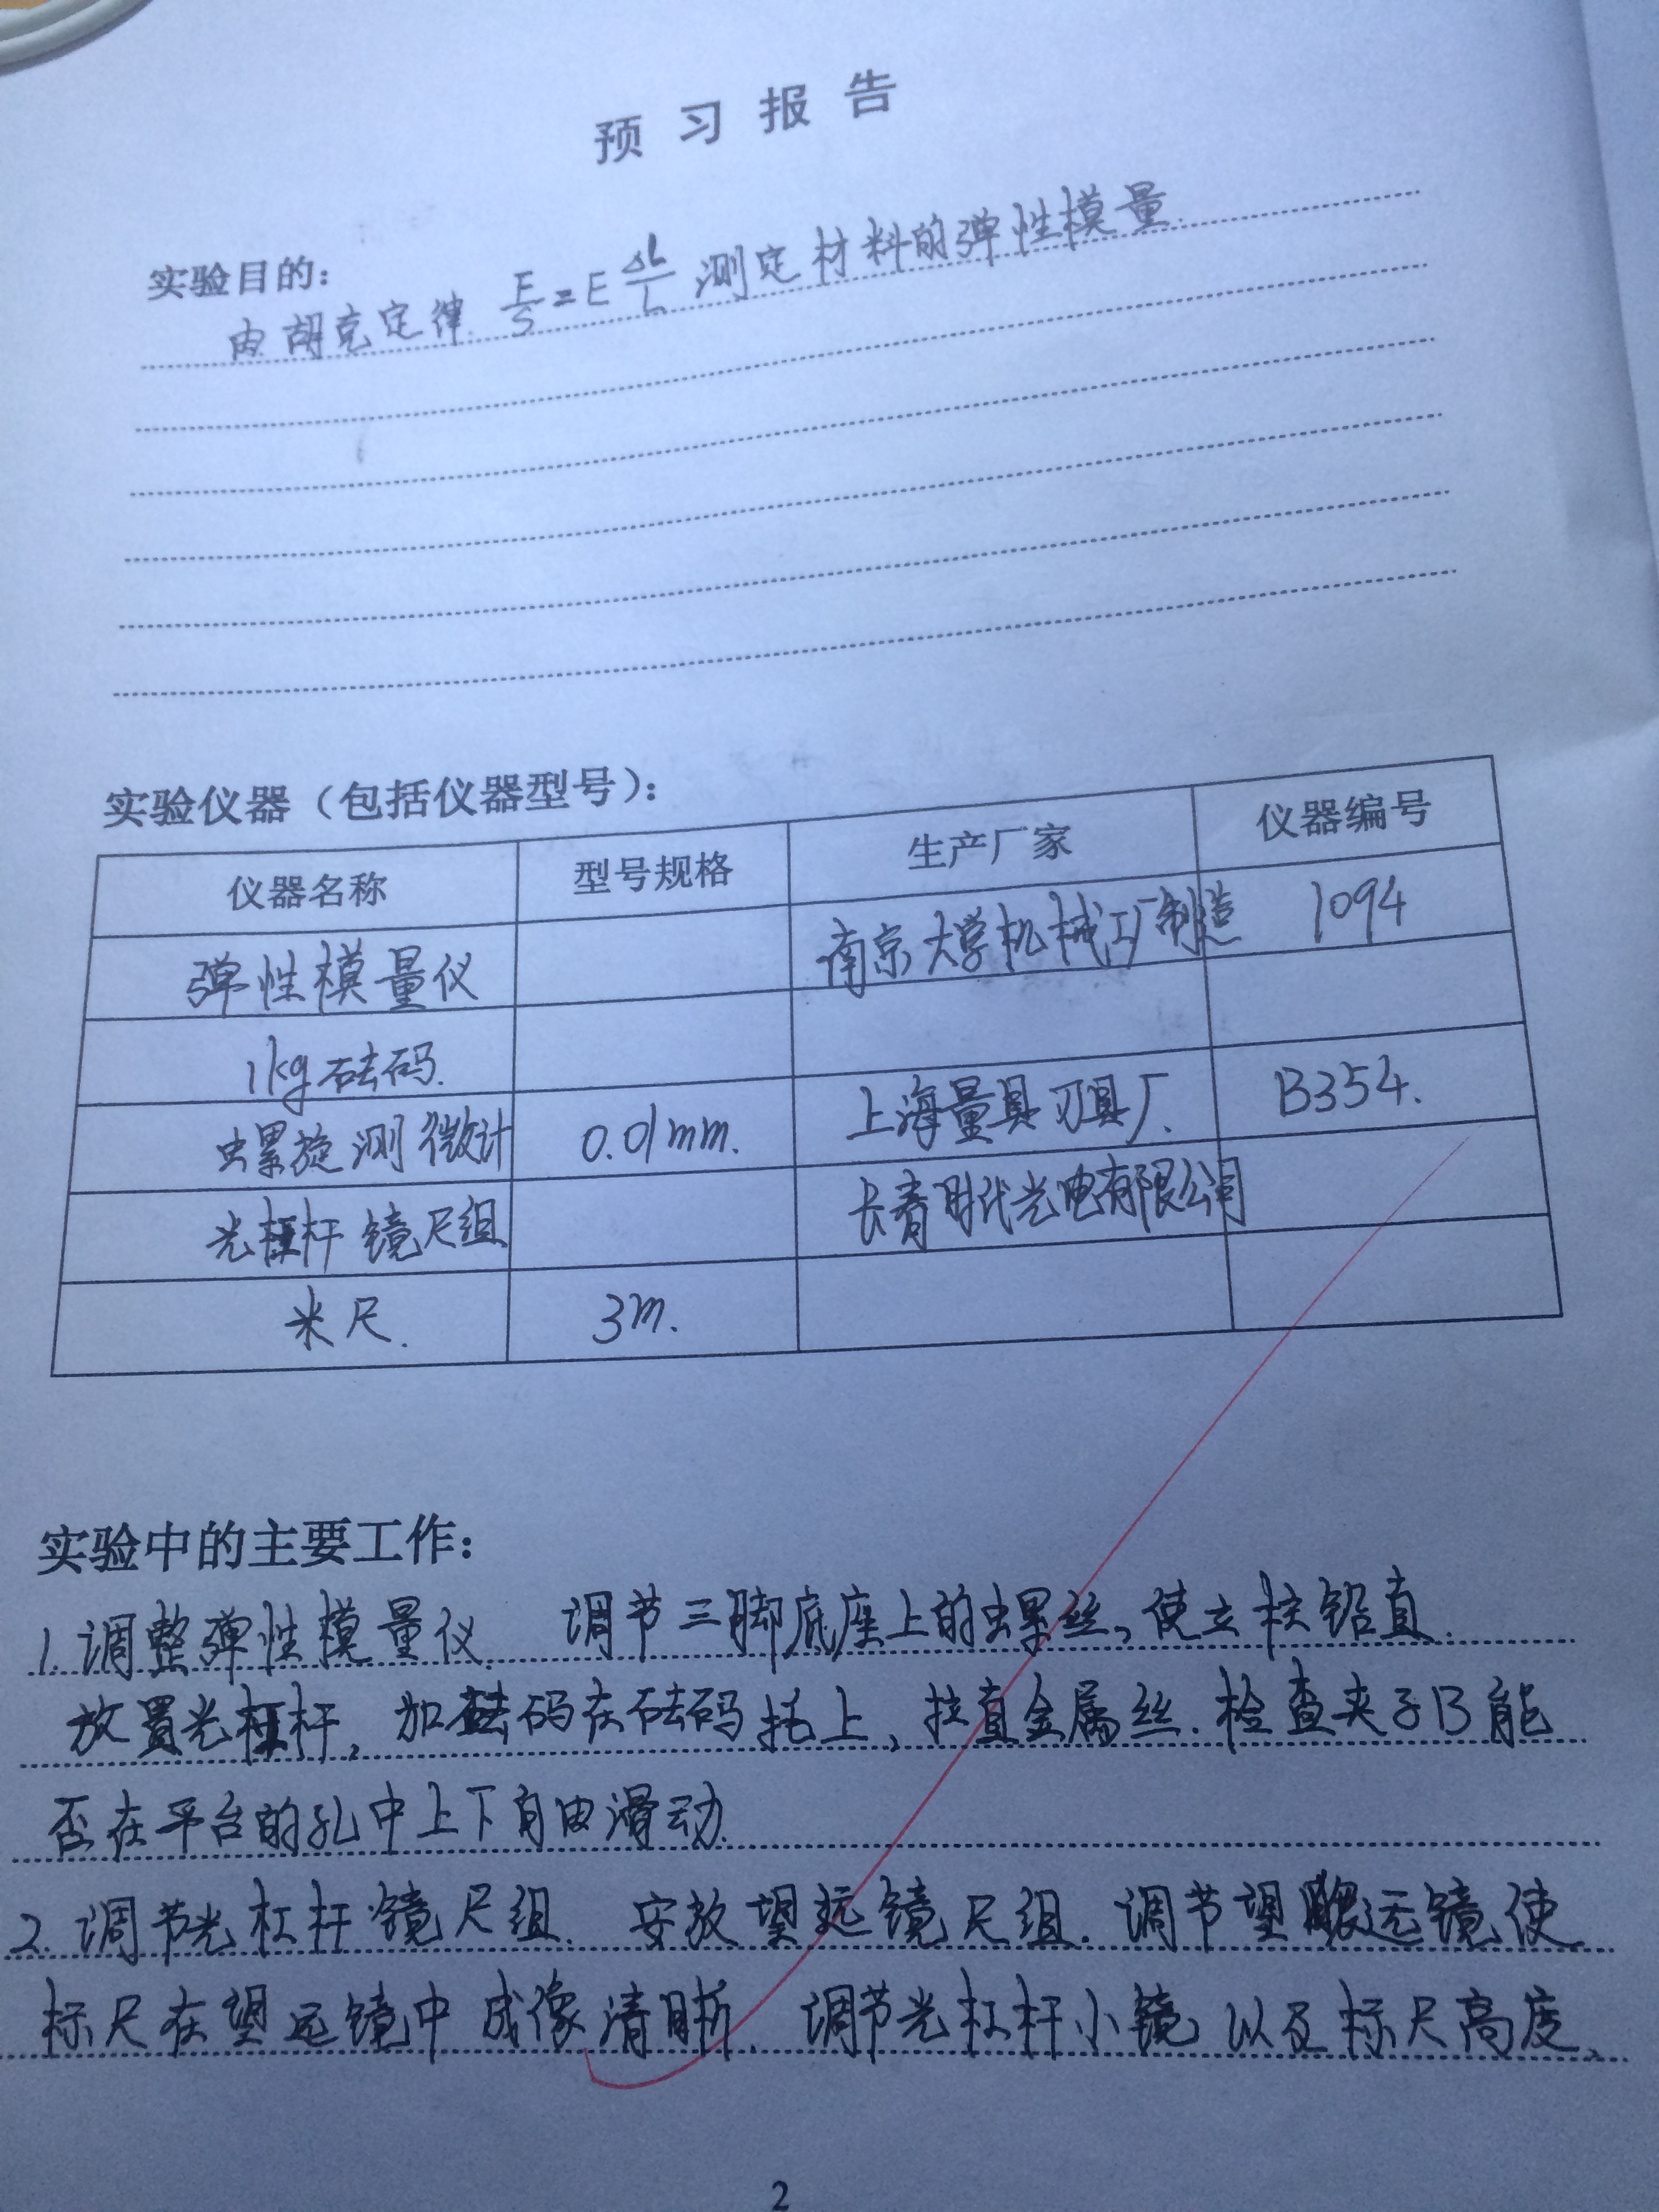 预习报告
实验目的：
由胡克定律 F/S = E ΔL/L 测定材料的弹性模量.
实验仪器（包括仪器型号）：
仪器名称 型号规格 生产厂家 仪器编号
弹性模量仪 南京大学机械工厂制造 1094
1kg砝码.
螺旋测微计 0.01mm. 上海量具刃具厂. B354.
光杠杆镜尺组 长春时代光电有限公司
米尺. 3m.
实验中的主要工作：
1.调整弹性模量仪. 调节三脚底座上的螺丝,使立柱铅直.
放置光杠杆,加砝码在砝码托上,拉直金属丝.检查夹子B能
否在平台的孔中上下自由滑动.
2.调节光杠杆镜尺组. 安放望远镜尺组.调节望远镜使
标尺在望远镜中成像清晰.调节光杠杆小镜以及标尺高度、
2